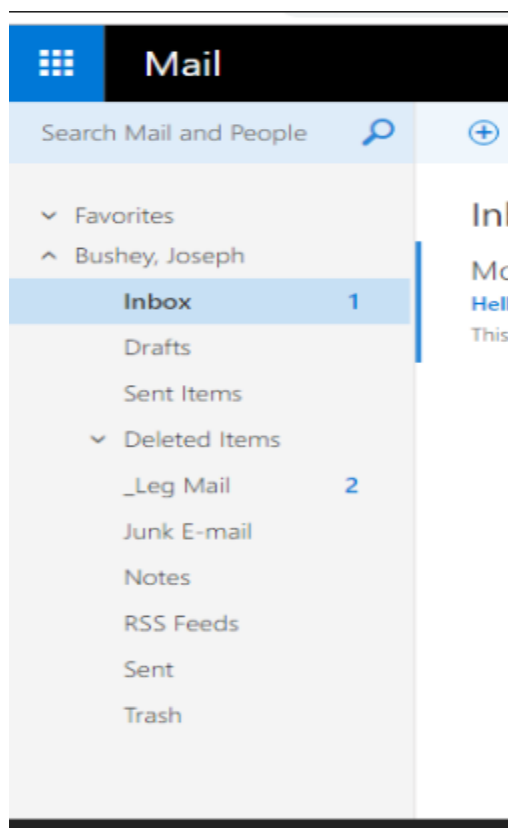 Mail
Search Mail and People
Favorites
Bushey, Joseph
Inbox 1
Drafts
Sent Items
Deleted Items
_Leg Mail 2
Junk E-mail
Notes
RSS Feeds
Sent
Trash
This